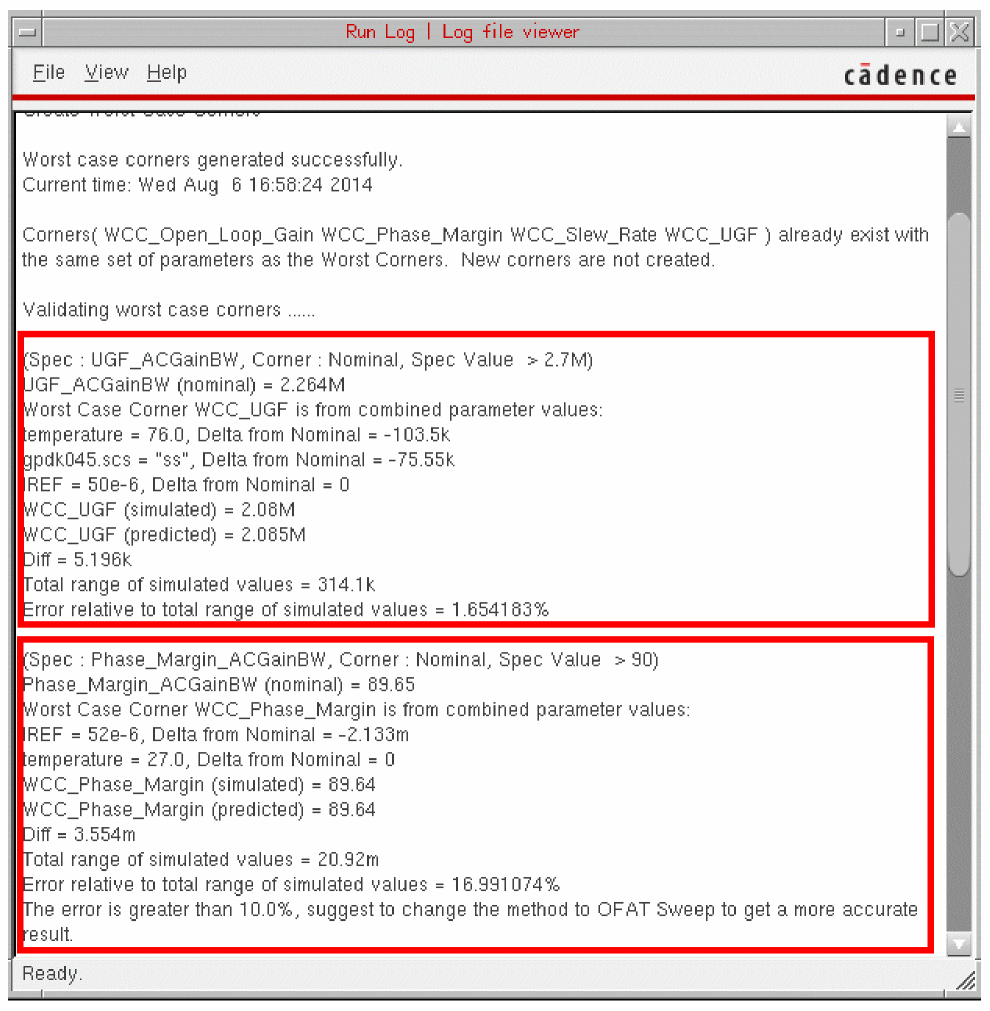 Run Log | Log file viewer
File View Help
cādence
Create Worst Case Corners
Worst case corners generated successfully.
Current time: Wed Aug  6 16:58:24 2014
Corners( WCC_Open_Loop_Gain WCC_Phase_Margin WCC_Slew_Rate WCC_UGF ) already exist with
the same set of parameters as the Worst Corners.  New corners are not created.
Validating worst case corners ......
(Spec : UGF_ACGainBW, Corner : Nominal, Spec Value  > 2.7M)
UGF_ACGainBW (nominal) = 2.264M
Worst Case Corner WCC_UGF is from combined parameter values:
temperature = 76.0, Delta from Nominal = -103.5k
gpdk045.scs = "ss", Delta from Nominal = -75.55k
IREF = 50e-6, Delta from Nominal = 0
WCC_UGF (simulated) = 2.08M
WCC_UGF (predicted) = 2.085M
Diff = 5.196k
Total range of simulated values = 314.1k
Error relative to total range of simulated values = 1.654183%
(Spec : Phase_Margin_ACGainBW, Corner : Nominal, Spec Value  > 90)
Phase_Margin_ACGainBW (nominal) = 89.65
Worst Case Corner WCC_Phase_Margin is from combined parameter values:
IREF = 52e-6, Delta from Nominal = -2.133m
temperature = 27.0, Delta from Nominal = 0
WCC_Phase_Margin (simulated) = 89.64
WCC_Phase_Margin (predicted) = 89.64
Diff = 3.554m
Total range of simulated values = 20.92m
Error relative to total range of simulated values = 16.991074%
The error is greater than 10.0%, suggest to change the method to OFAT Sweep to get a more accurate
result.
Ready.